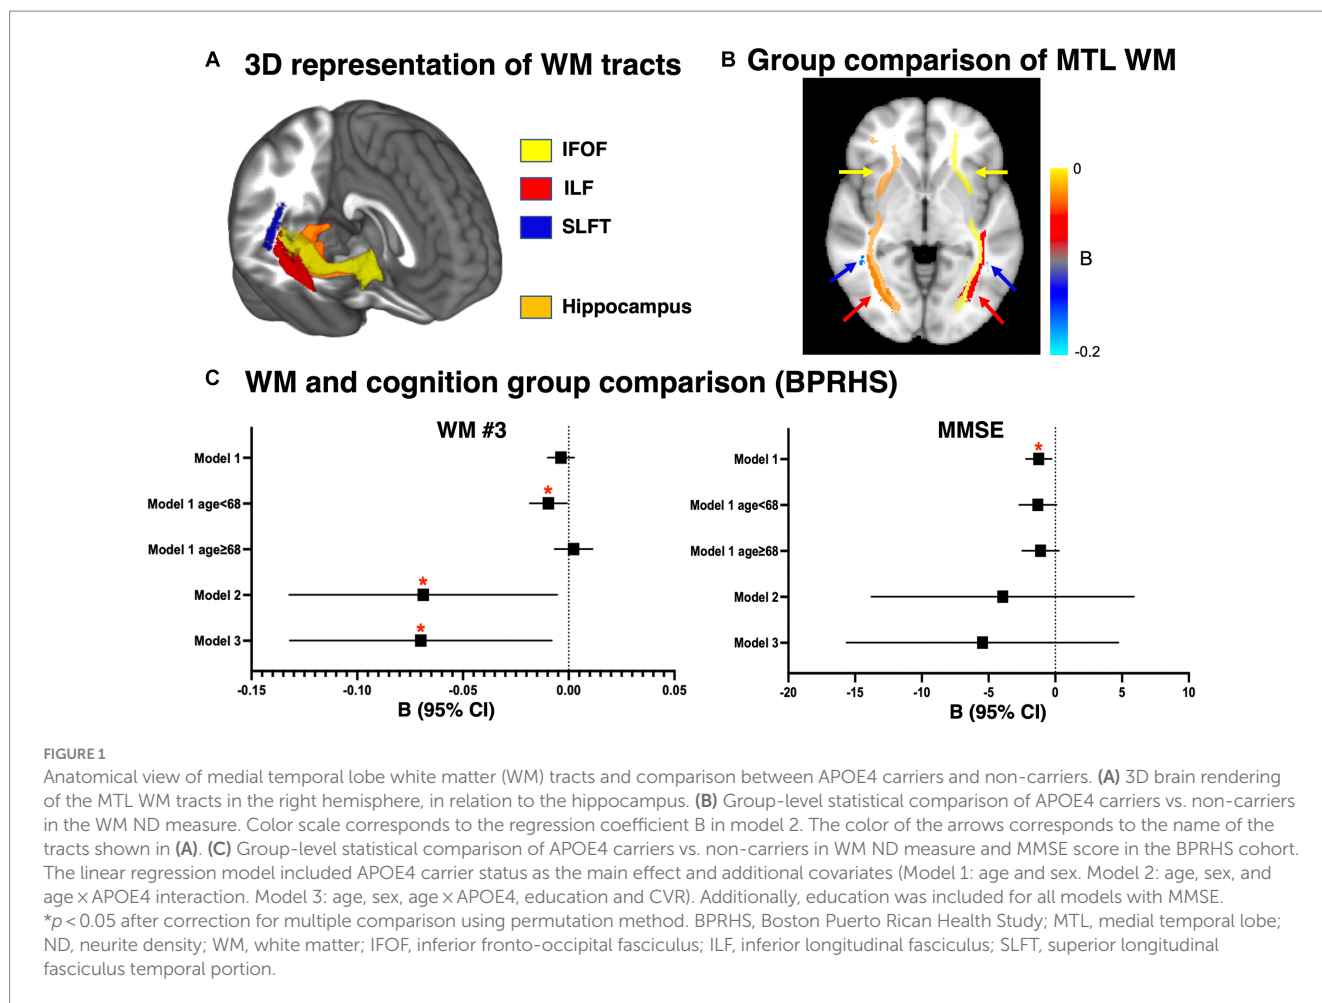 A 3D representation of WM tracts
IFOF
ILF
SLFT
Hippocampus
B Group comparison of MTL WM
0
B
-0.2
C WM and cognition group comparison (BPRHS)
WM #3
Model 1
Model 1 age<68
*
Model 1 age≥68
Model 2
*
Model 3
*
-0.15 -0.10 -0.05 0.00 0.05
B (95% CI)
MMSE
Model 1
*
Model 1 age<68
Model 1 age≥68
Model 2
Model 3
-20 -15 -10 -5 0 5 10
B (95% CI)
FIGURE 1
Anatomical view of medial temporal lobe white matter (WM) tracts and comparison between APOE4 carriers and non-carriers. (A) 3D brain rendering
of the MTL WM tracts in the right hemisphere, in relation to the hippocampus. (B) Group-level statistical comparison of APOE4 carriers vs. non-carriers
in the WM ND measure. Color scale corresponds to the regression coefficient B in model 2. The color of the arrows corresponds to the name of the
tracts shown in (A). (C) Group-level statistical comparison of APOE4 carriers vs. non-carriers in WM ND measure and MMSE score in the BPRHS cohort.
The linear regression model included APOE4 carrier status as the main effect and additional covariates (Model 1: age and sex. Model 2: age, sex, and
age × APOE4 interaction. Model 3: age, sex, age × APOE4, education and CVR). Additionally, education was included for all models with MMSE.
*p < 0.05 after correction for multiple comparison using permutation method. BPRHS, Boston Puerto Rican Health Study; MTL, medial temporal lobe;
ND, neurite density; WM, white matter; IFOF, inferior fronto-occipital fasciculus; ILF, inferior longitudinal fasciculus; SLFT, superior longitudinal
fasciculus temporal portion.